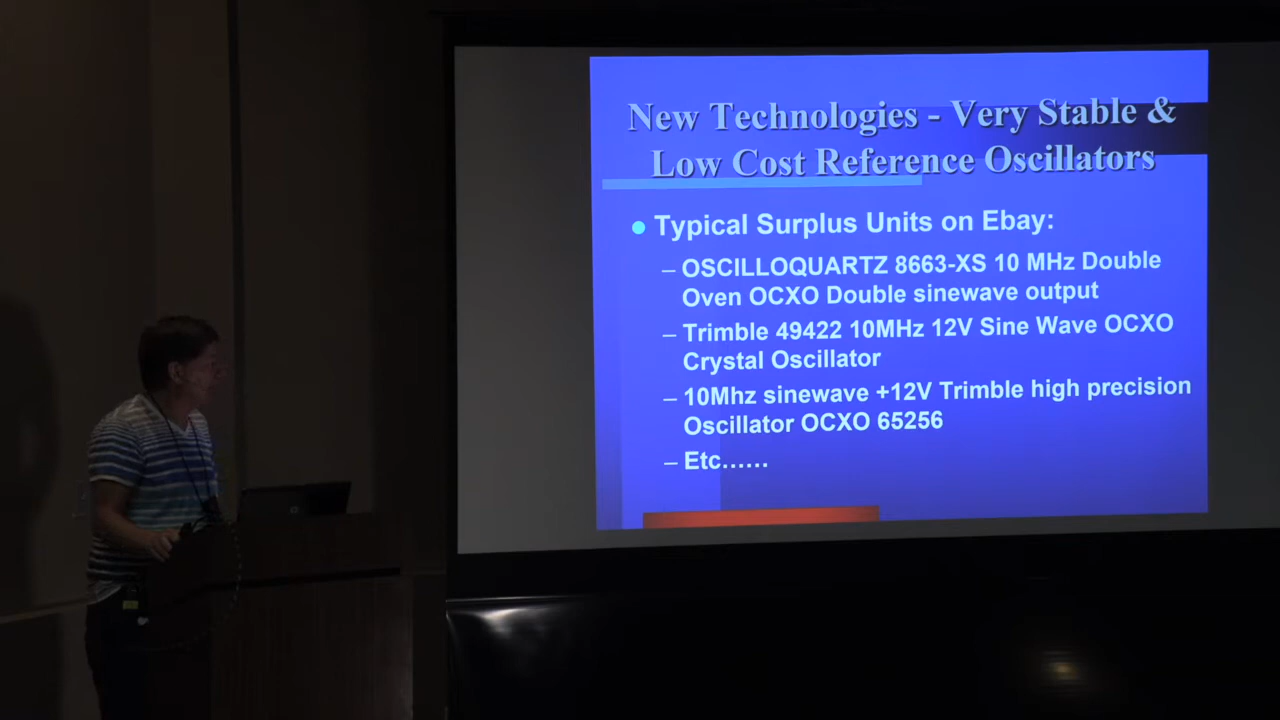 New Technologies - Very Stable &
Low Cost Reference Oscillators
● Typical Surplus Units on Ebay:
– OSCILLOQUARTZ 8663-XS 10 MHz Double
Oven OCXO Double sinewave output
– Trimble 49422 10MHz 12V Sine Wave OCXO
Crystal Oscillator
– 10Mhz sinewave +12V Trimble high precision
Oscillator OCXO 65256
– Etc......